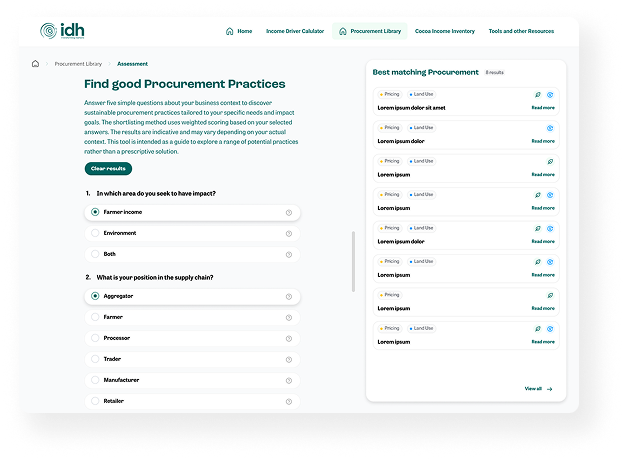 idh
Home
Income Driver Calulator
Procurement Library
Cocoa Income Inventory
Tools and other Resources
Procurement Library
Assessment
Find good Procurement Practices
Answer five simple questions about your business context to discover
sustainable procurement practices tailored to your specific needs and impact
goals. The shortlisting method uses weighted scoring based on your selected
answers. The results are indicative and may vary depending on your actual
context. This tool is intended as a guide to explore a range of potential practices
rather than a prescriptive solution.
Clear results
1. In which area do you seek to have impact?
Farmer income
Environment
Both
2. What is your position in the supply chain?
Aggregator
Farmer
Processor
Trader
Manufacturer
Retailer
Best matching Procurement
results
Pricing Land Use
Lorem ipsum dolor sit amet Read more
Pricing Land Use
Lorem ipsum dolor Read more
Pricing Land Use
Lorem ipsum Read more
Pricing Land Use
Lorem ipsum Read more
Pricing Land Use
Lorem ipsum dolor Read more
Pricing Land Use
Lorem ipsum Read more
Pricing
Lorem ipsum Read more
Pricing Land Use
Lorem ipsum Read more
View all